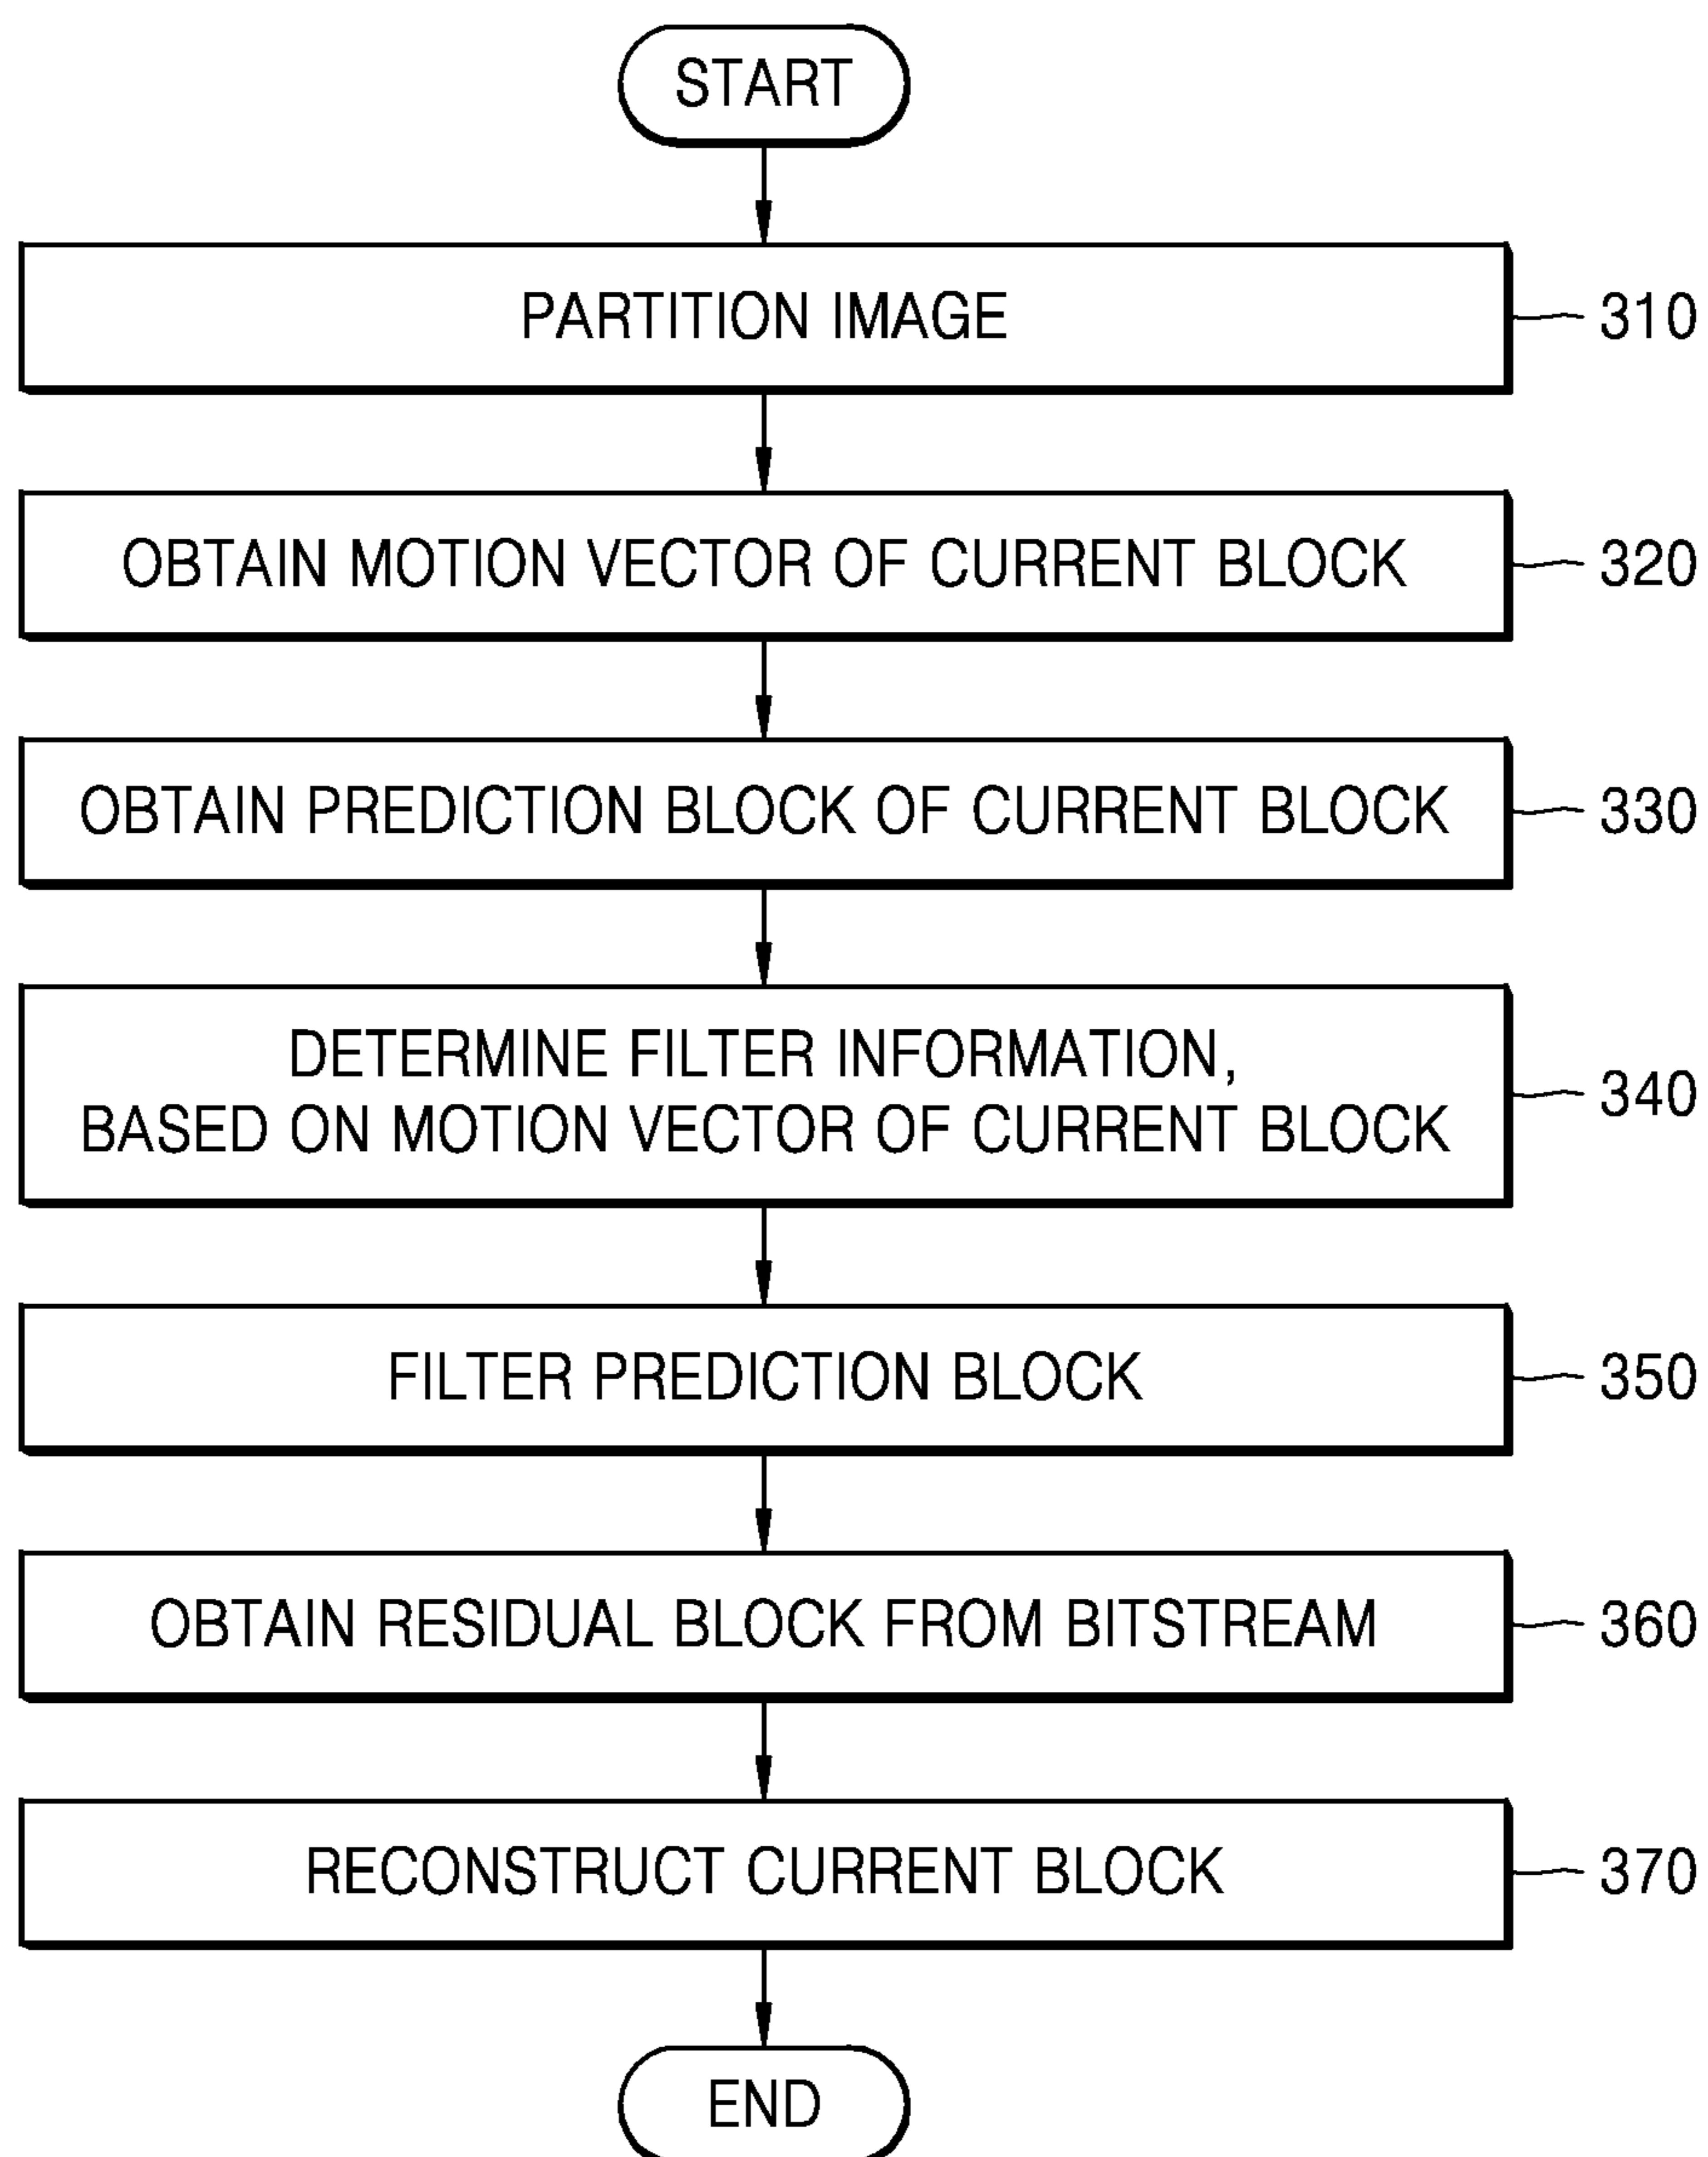 START
PARTITION IMAGE
310
OBTAIN MOTION VECTOR OF CURRENT BLOCK
320
OBTAIN PREDICTION BLOCK OF CURRENT BLOCK
330
DETERMINE FILTER INFORMATION,
BASED ON MOTION VECTOR OF CURRENT BLOCK
340
FILTER PREDICTION BLOCK
350
OBTAIN RESIDUAL BLOCK FROM BITSTREAM
360
RECONSTRUCT CURRENT BLOCK
370
END